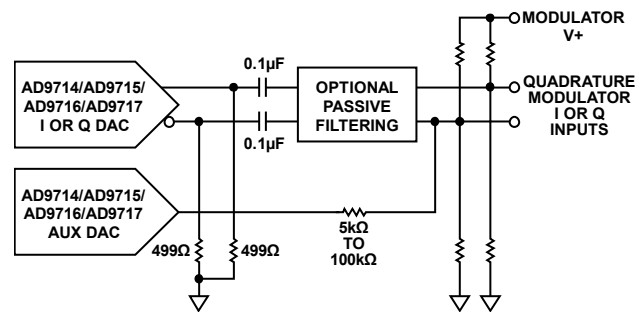 AD9714/AD9715/
AD9716/AD9717
I OR Q DAC
0.1µF
0.1µF
OPTIONAL
PASSIVE
FILTERING
MODULATOR
V+
QUADRATURE
MODULATOR
I OR Q
INPUTS
AD9714/AD9715/
AD9716/AD9717
AUX DAC
499Ω
499Ω
5kΩ
TO
100kΩ